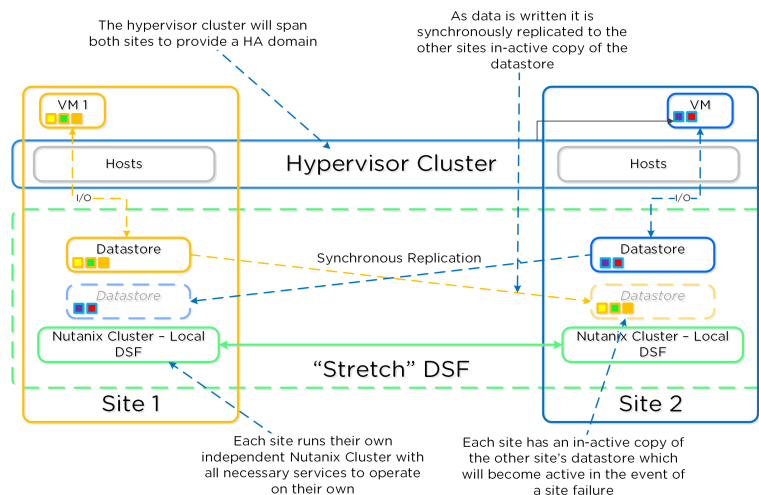 The hypervisor cluster will span
both sites to provide a HA domain
As data is written it is
synchronously replicated to the
other sites in-active copy of the
datastore
VM 1
VM
Hosts
Hypervisor Cluster
Hosts
I/O
I/O
Datastore
Datastore
Synchronous Replication
Datastore
Datastore
Nutanix Cluster – Local
DSF
Nutanix Cluster – Local
DSF
“Stretch” DSF
Site 1
Site 2
Each site runs their own
independent Nutanix Cluster with
all necessary services to operate
on their own
Each site has an in-active copy of
the other site’s datastore which
will become active in the event of
a site failure